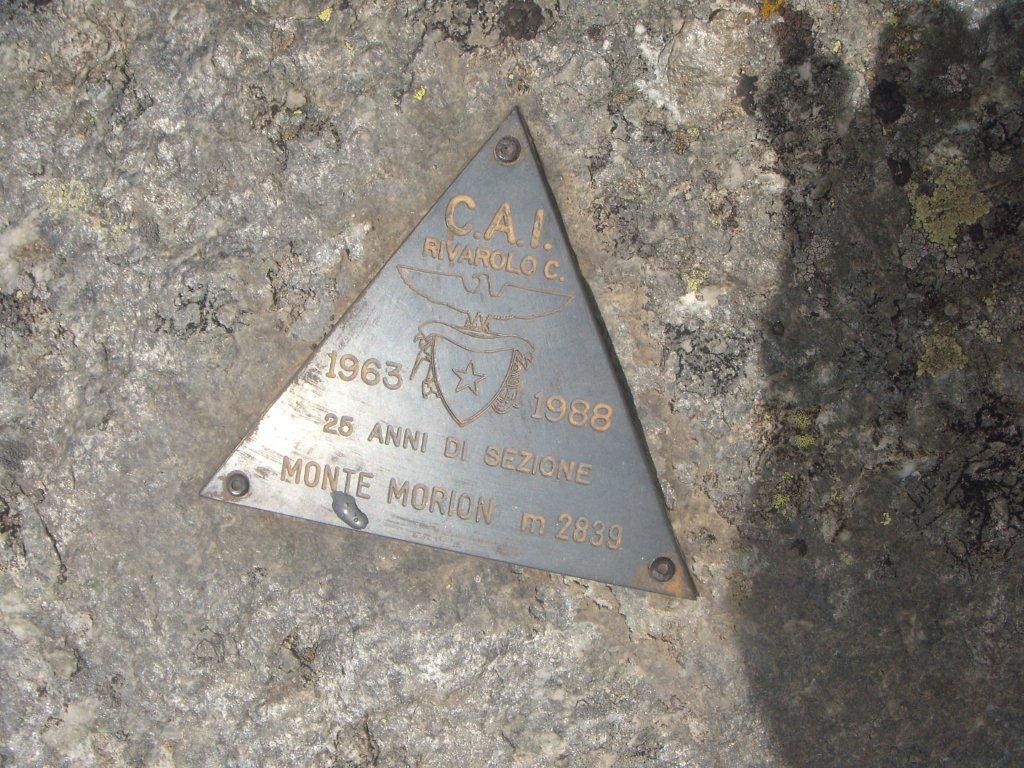 C.A.I.
RIVAROLO C.
1963 1988
25 ANNI DI SEZIONE
MONTE MORION m 2839